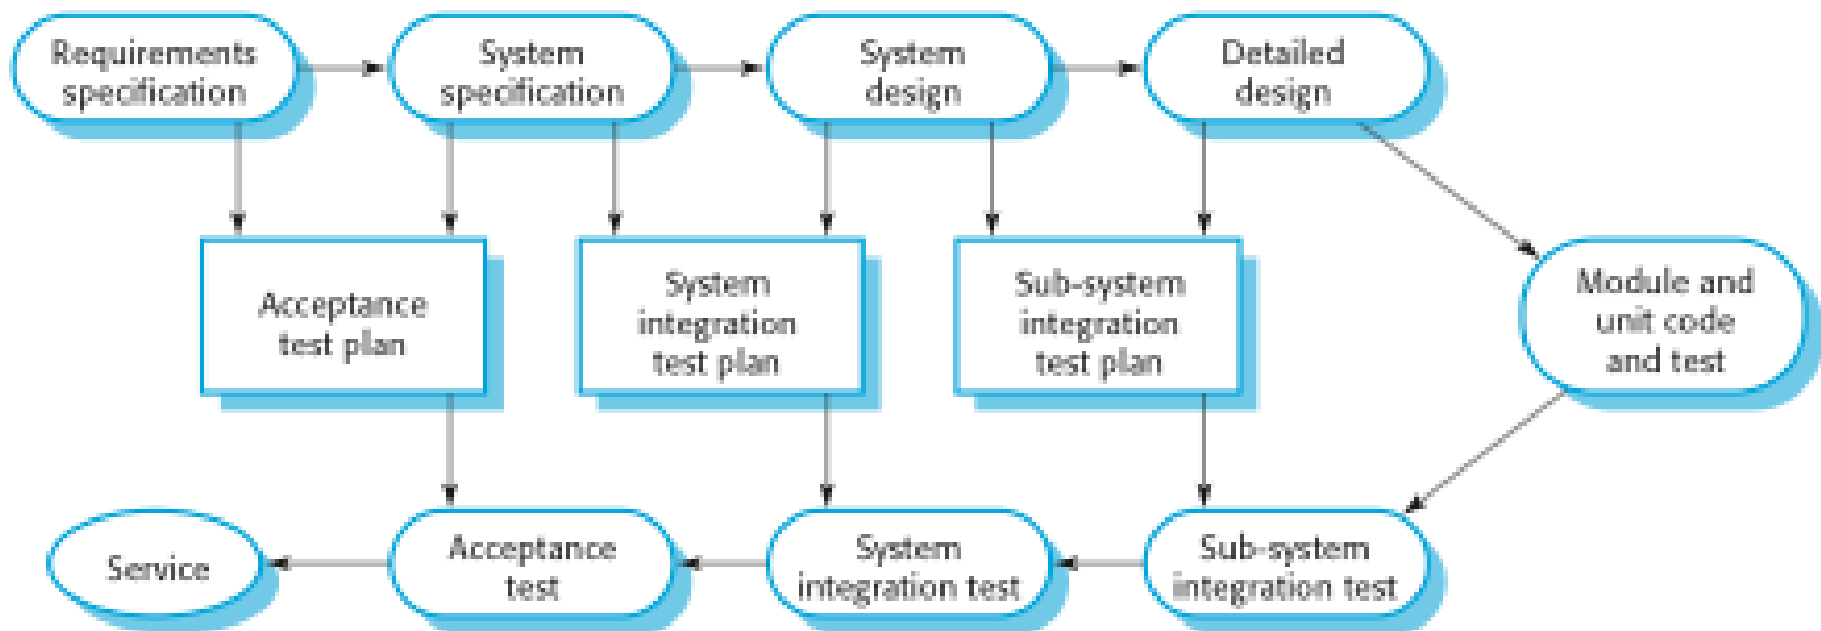 Requirements
specification
System
specification
System
design
Detailed
design
Acceptance
test plan
System
integration
test plan
Sub-system
integration
test plan
Module and
unit code
and test
Service
Acceptance
test
System
integration test
Sub-system
integration test